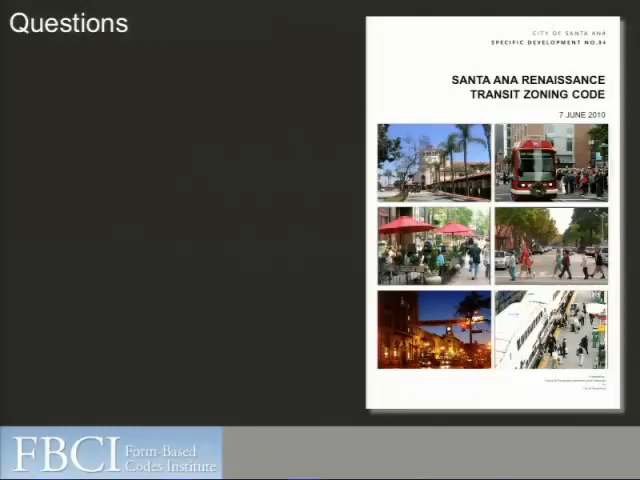 Questions
CITY OF SANTA ANA
SPECIFIC DEVELOPMENT NO.84
SANTA ANA RENAISSANCE
TRANSIT ZONING CODE
7 JUNE 2010
FBCI
Form-Based
Codes Institute